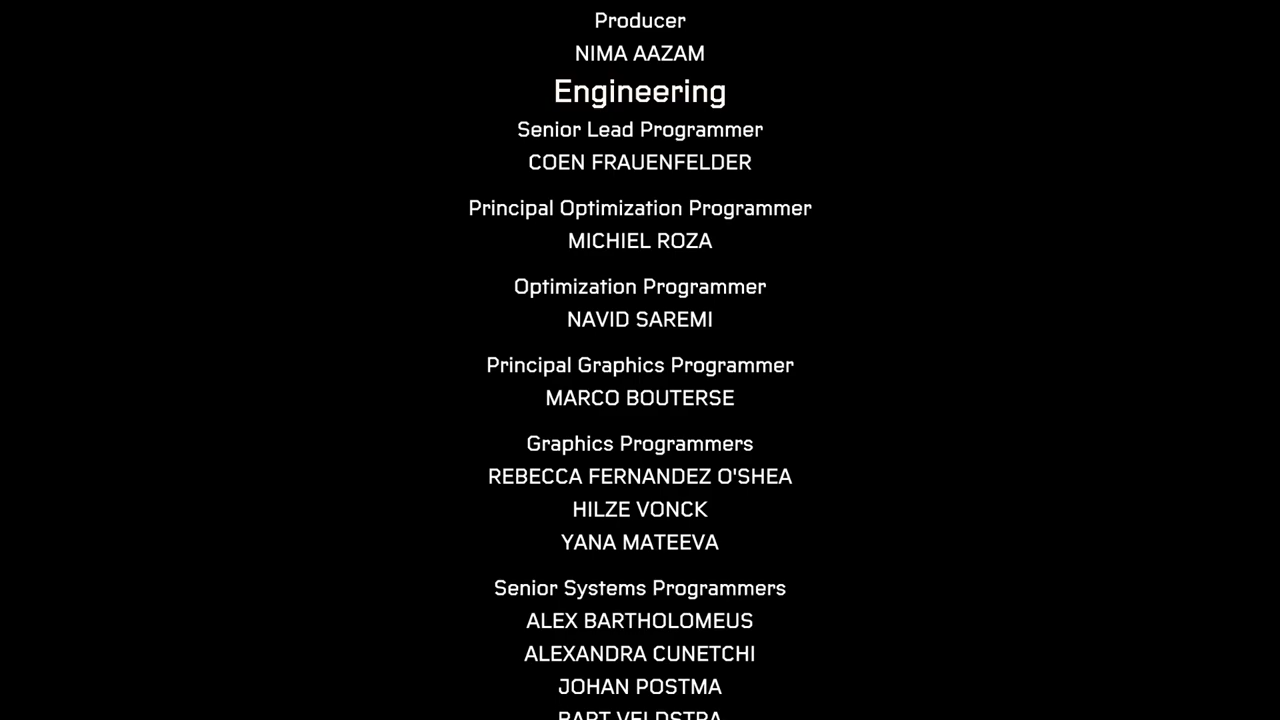 Producer
NIMA AAZAM
Engineering
Senior Lead Programmer
COEN FRAUENFELDER
Principal Optimization Programmer
MICHIEL ROZA
Optimization Programmer
NAVID SAREMI
Principal Graphics Programmer
MARCO BOUTERSE
Graphics Programmers
REBECCA FERNANDEZ O'SHEA
HILZE VONCK
YANA MATEEVA
Senior Systems Programmers
ALEX BARTHOLOMEUS
ALEXANDRA CUNETCHI
JOHAN POSTMA
BART VELDSTRA